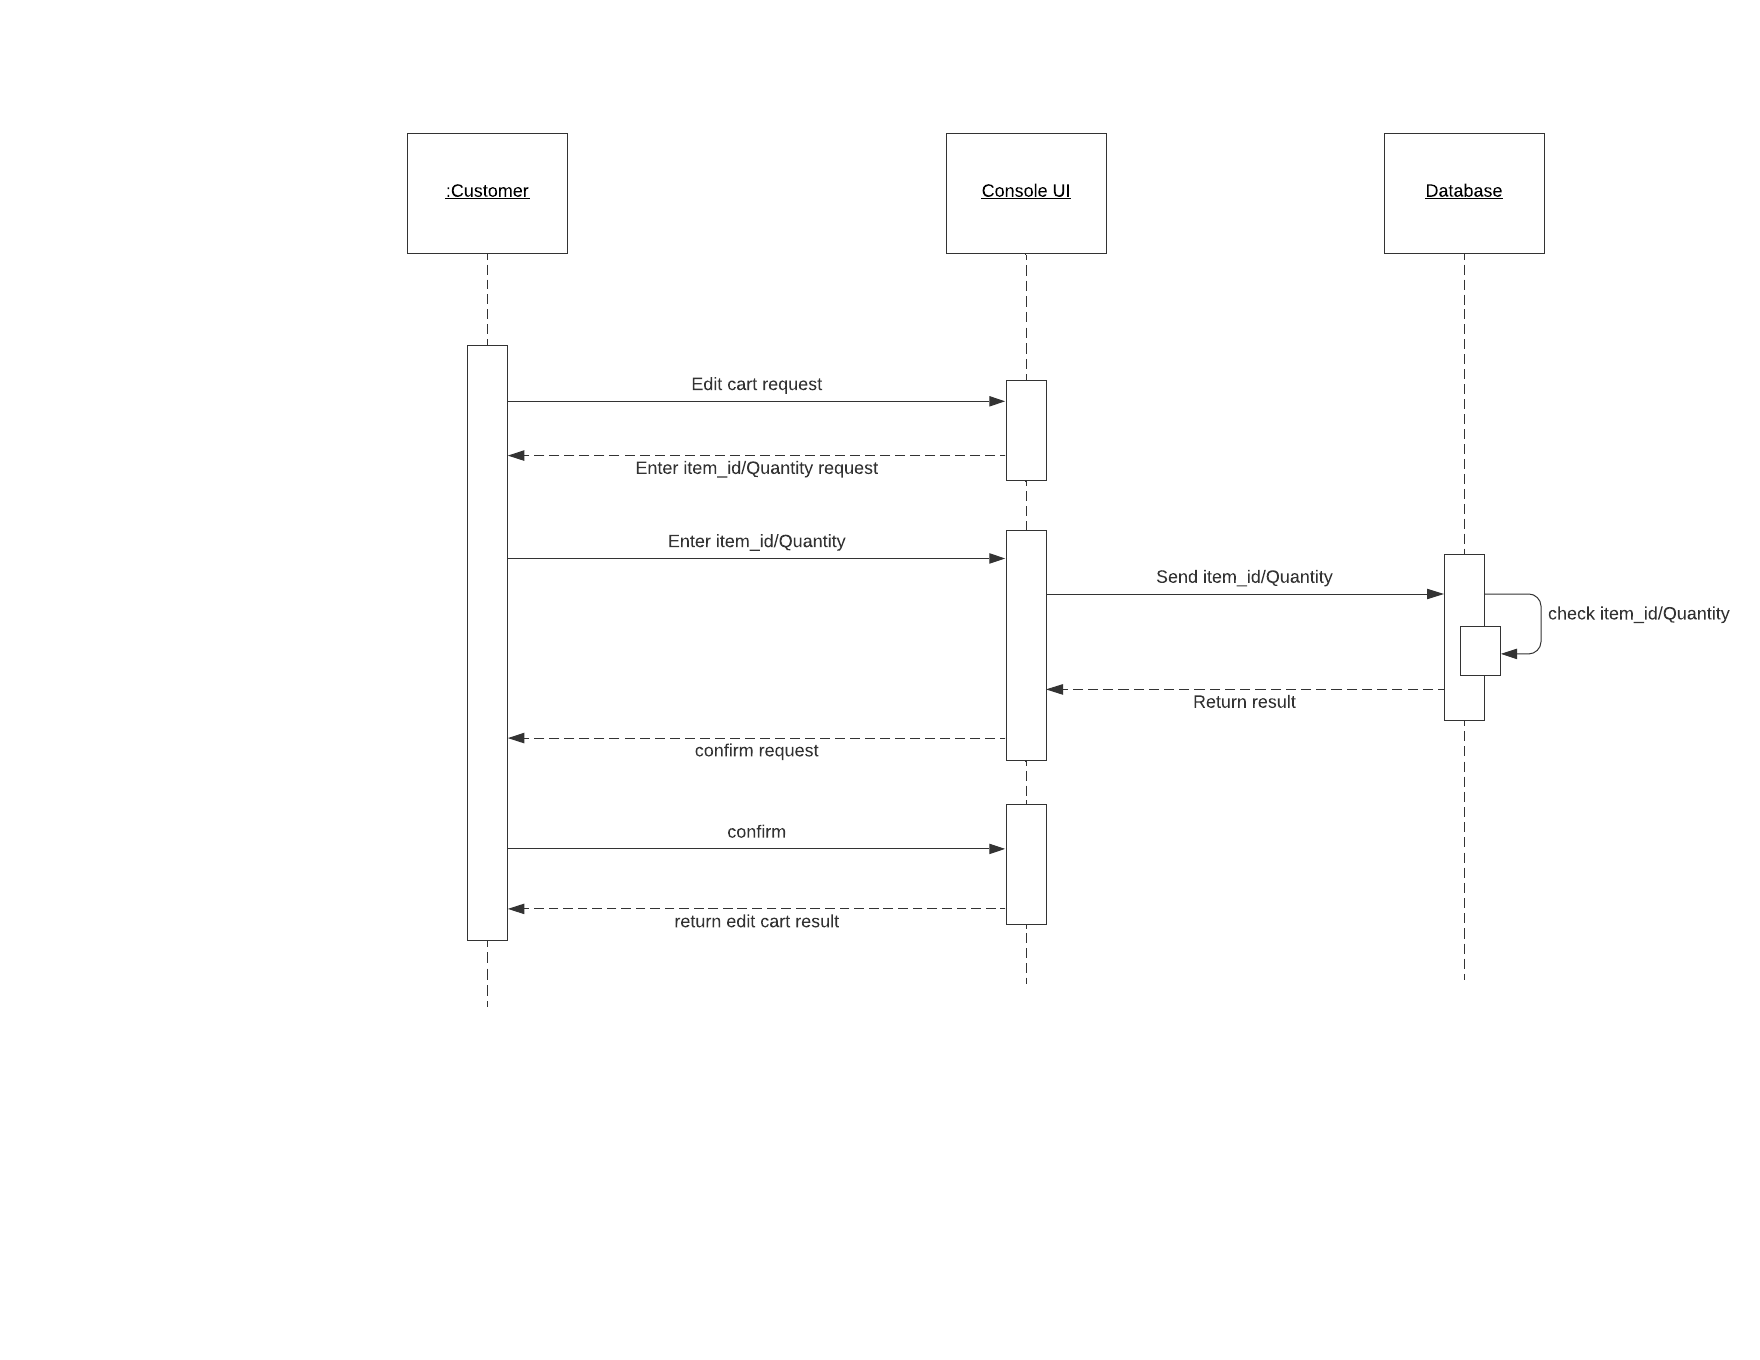 :Customer
Console UI
Database
Edit cart request
Enter item_id/Quantity request
Enter item_id/Quantity
Send item_id/Quantity
check item_id/Quantity
Return result
confirm request
confirm
return edit cart result